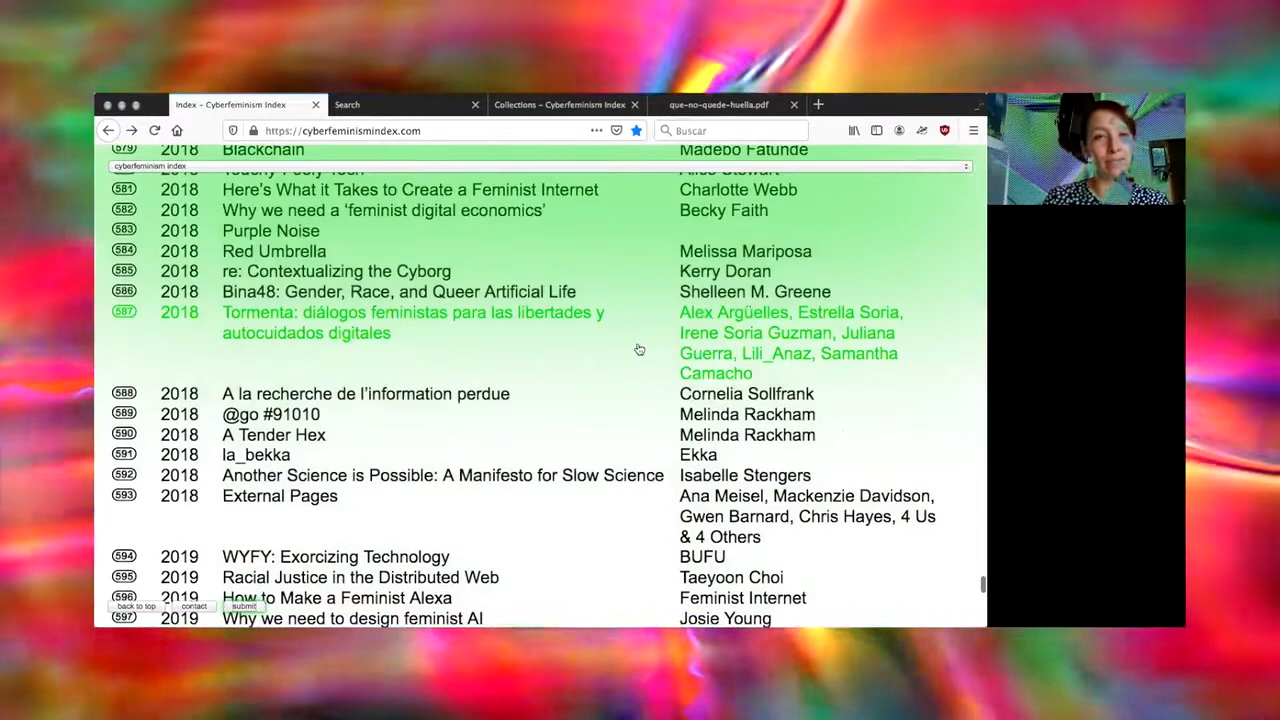 Index – Cyberfeminism Index
Search
Collections – Cyberfeminism Index
que-no-quede-huella.pdf
https://cyberfeminismindex.com
Buscar
579 2018 Blockchain Madebo Fatunde
cyberfeminism index
581 2018 Here's What it Takes to Create a Feminist Internet Charlotte Webb
582 2018 Why we need a ‘feminist digital economics’ Becky Faith
583 2018 Purple Noise
584 2018 Red Umbrella Melissa Mariposa
585 2018 re: Contextualizing the Cyborg Kerry Doran
586 2018 Bina48: Gender, Race, and Queer Artificial Life Shelleen M. Greene
587 2018 Tormenta: diálogos feministas para las libertades y Alex Argüelles, Estrella Soria,
autocuidados digitales Irene Soria Guzman, Juliana
Guerra, Lili_Anaz, Samantha
Camacho
588 2018 A la recherche de l’information perdue Cornelia Sollfrank
589 2018 @go #91010 Melinda Rackham
590 2018 A Tender Hex Melinda Rackham
591 2018 la_bekka Ekka
592 2018 Another Science is Possible: A Manifesto for Slow Science Isabelle Stengers
593 2018 External Pages Ana Meisel, Mackenzie Davidson,
Gwen Barnard, Chris Hayes, 4 Us
& 4 Others
594 2019 WYFY: Exorcizing Technology BUFU
595 2019 Racial Justice in the Distributed Web Taeyoon Choi
596 2019 How to Make a Feminist Alexa Feminist Internet
back to top contact submit
597 2019 Why we need to design feminist AI Josie Young